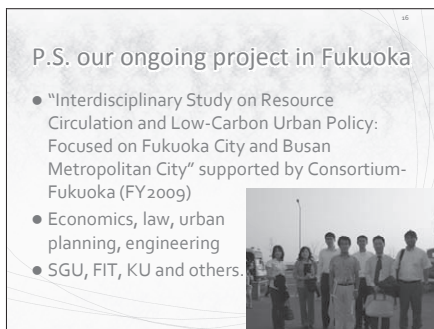 16
P.S. our ongoing project in Fukuoka
● "Interdisciplinary Study on Resource
Circulation and Low-Carbon Urban Policy:
Focused on Fukuoka City and Busan
Metropolitan City" supported by Consortium-
Fukuoka (FY2009)
● Economics, law, urban
planning, engineering
● SGU, FIT, KU and others.